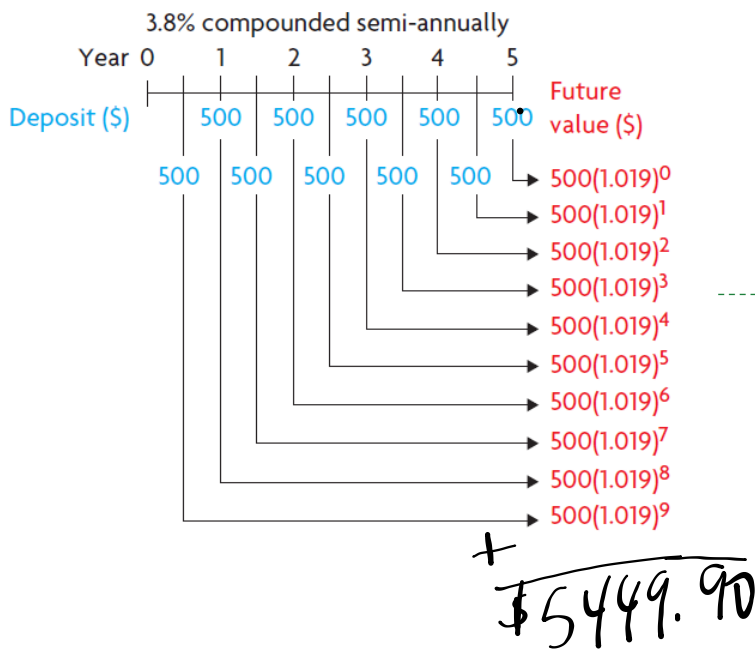 3.8% compounded semi-annually
Year 0 1 2 3 4 5
Future
Deposit ($) 500 500 500 500 500 value ($)
500 500 500 500 500 500(1.019)⁰
500(1.019)¹
500(1.019)²
500(1.019)³
500(1.019)⁴
500(1.019)⁵
500(1.019)⁶
500(1.019)⁷
500(1.019)⁸
500(1.019)⁹
+
$5449.90